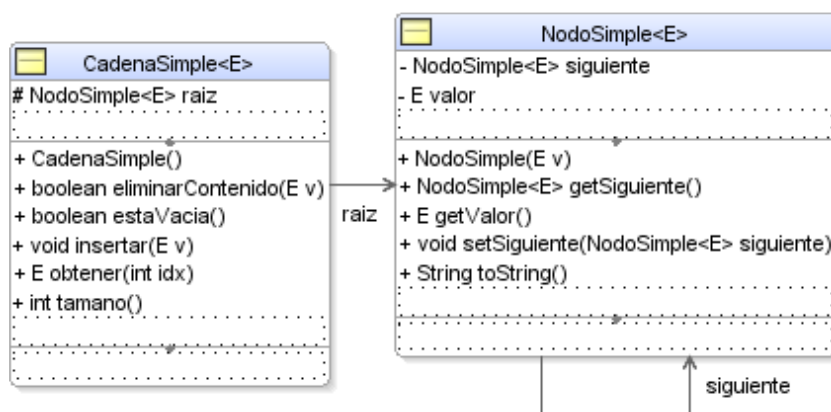 CadenaSimple<E>
# NodoSimple<E> raiz
+ CadenaSimple()
+ boolean eliminarContenido(E v)
+ boolean estaVacia()
+ void insertar(E v)
+ E obtener(int idx)
+ int tamano()
raiz
NodoSimple<E>
- NodoSimple<E> siguiente
- E valor
+ NodoSimple(E v)
+ NodoSimple<E> getSiguiente()
+ E getValor()
+ void setSiguiente(NodoSimple<E> siguiente)
+ String toString()
siguiente